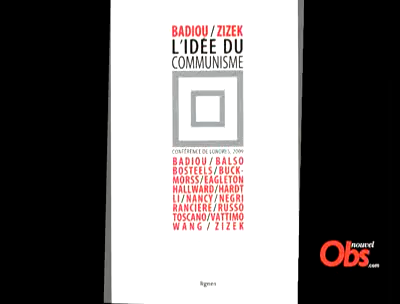 BADIOU/ZIZEK
L'IDÉE DU
COMMUNISME
CONFÉRENCE DE LONDRES, 2009
BADIOU/BALSO
BOSTEELS/BUCK-
MORSS/EAGLETON
HALLWARD/HARDT
LI/NANCY/NEGRI
RANCIÈRE/RUSSO
TOSCANO/VATTIMO
WANG/ZIZEK
lignes
nouvel
Obs
.com